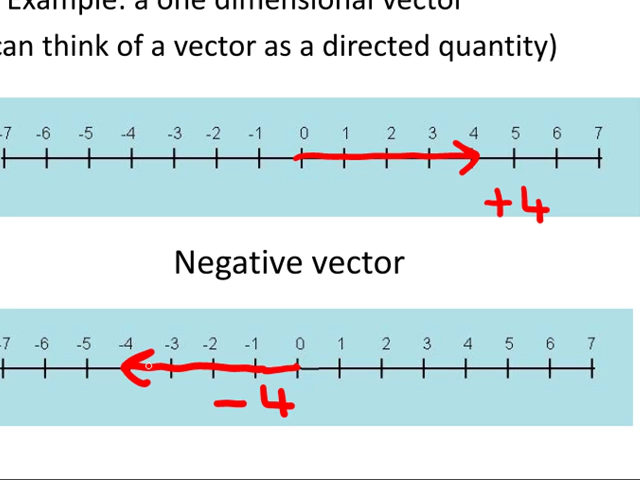 Example: a one dimensional vector
can think of a vector as a directed quantity)
-7 -6 -5 -4 -3 -2 -1 0 1 2 3 4 5 6 7
+4
Negative vector
-7 -6 -5 -4 -3 -2 -1 0 1 2 3 4 5 6 7
-4